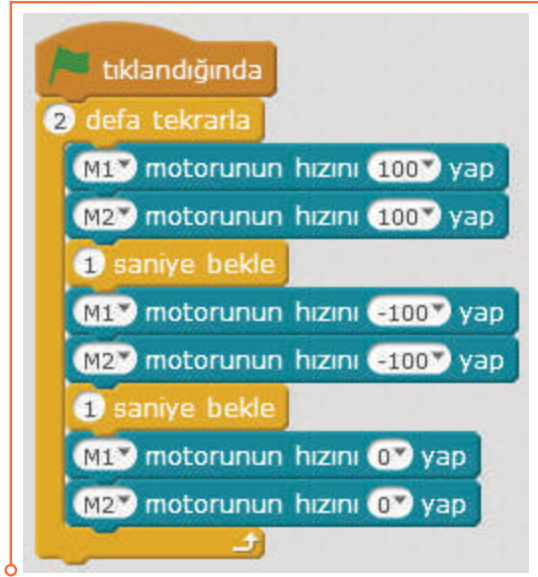 tıklandığında
2 defa tekrarla
M1 motorunun hızını 100 yap
M2 motorunun hızını 100 yap
1 saniye bekle
M1 motorunun hızını -100 yap
M2 motorunun hızını -100 yap
1 saniye bekle
M1 motorunun hızını 0 yap
M2 motorunun hızını 0 yap